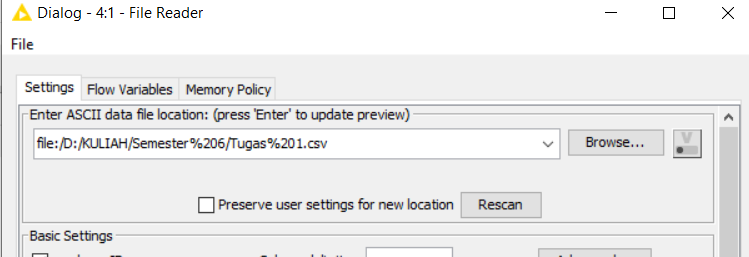 Dialog - 4:1 - File Reader
File
Settings Flow Variables Memory Policy
Enter ASCII data file location: (press 'Enter' to update preview)
file:/D:/KULIAH/Semester%206/Tugas%201.csv Browse... V
Preserve user settings for new location Rescan
Basic Settings